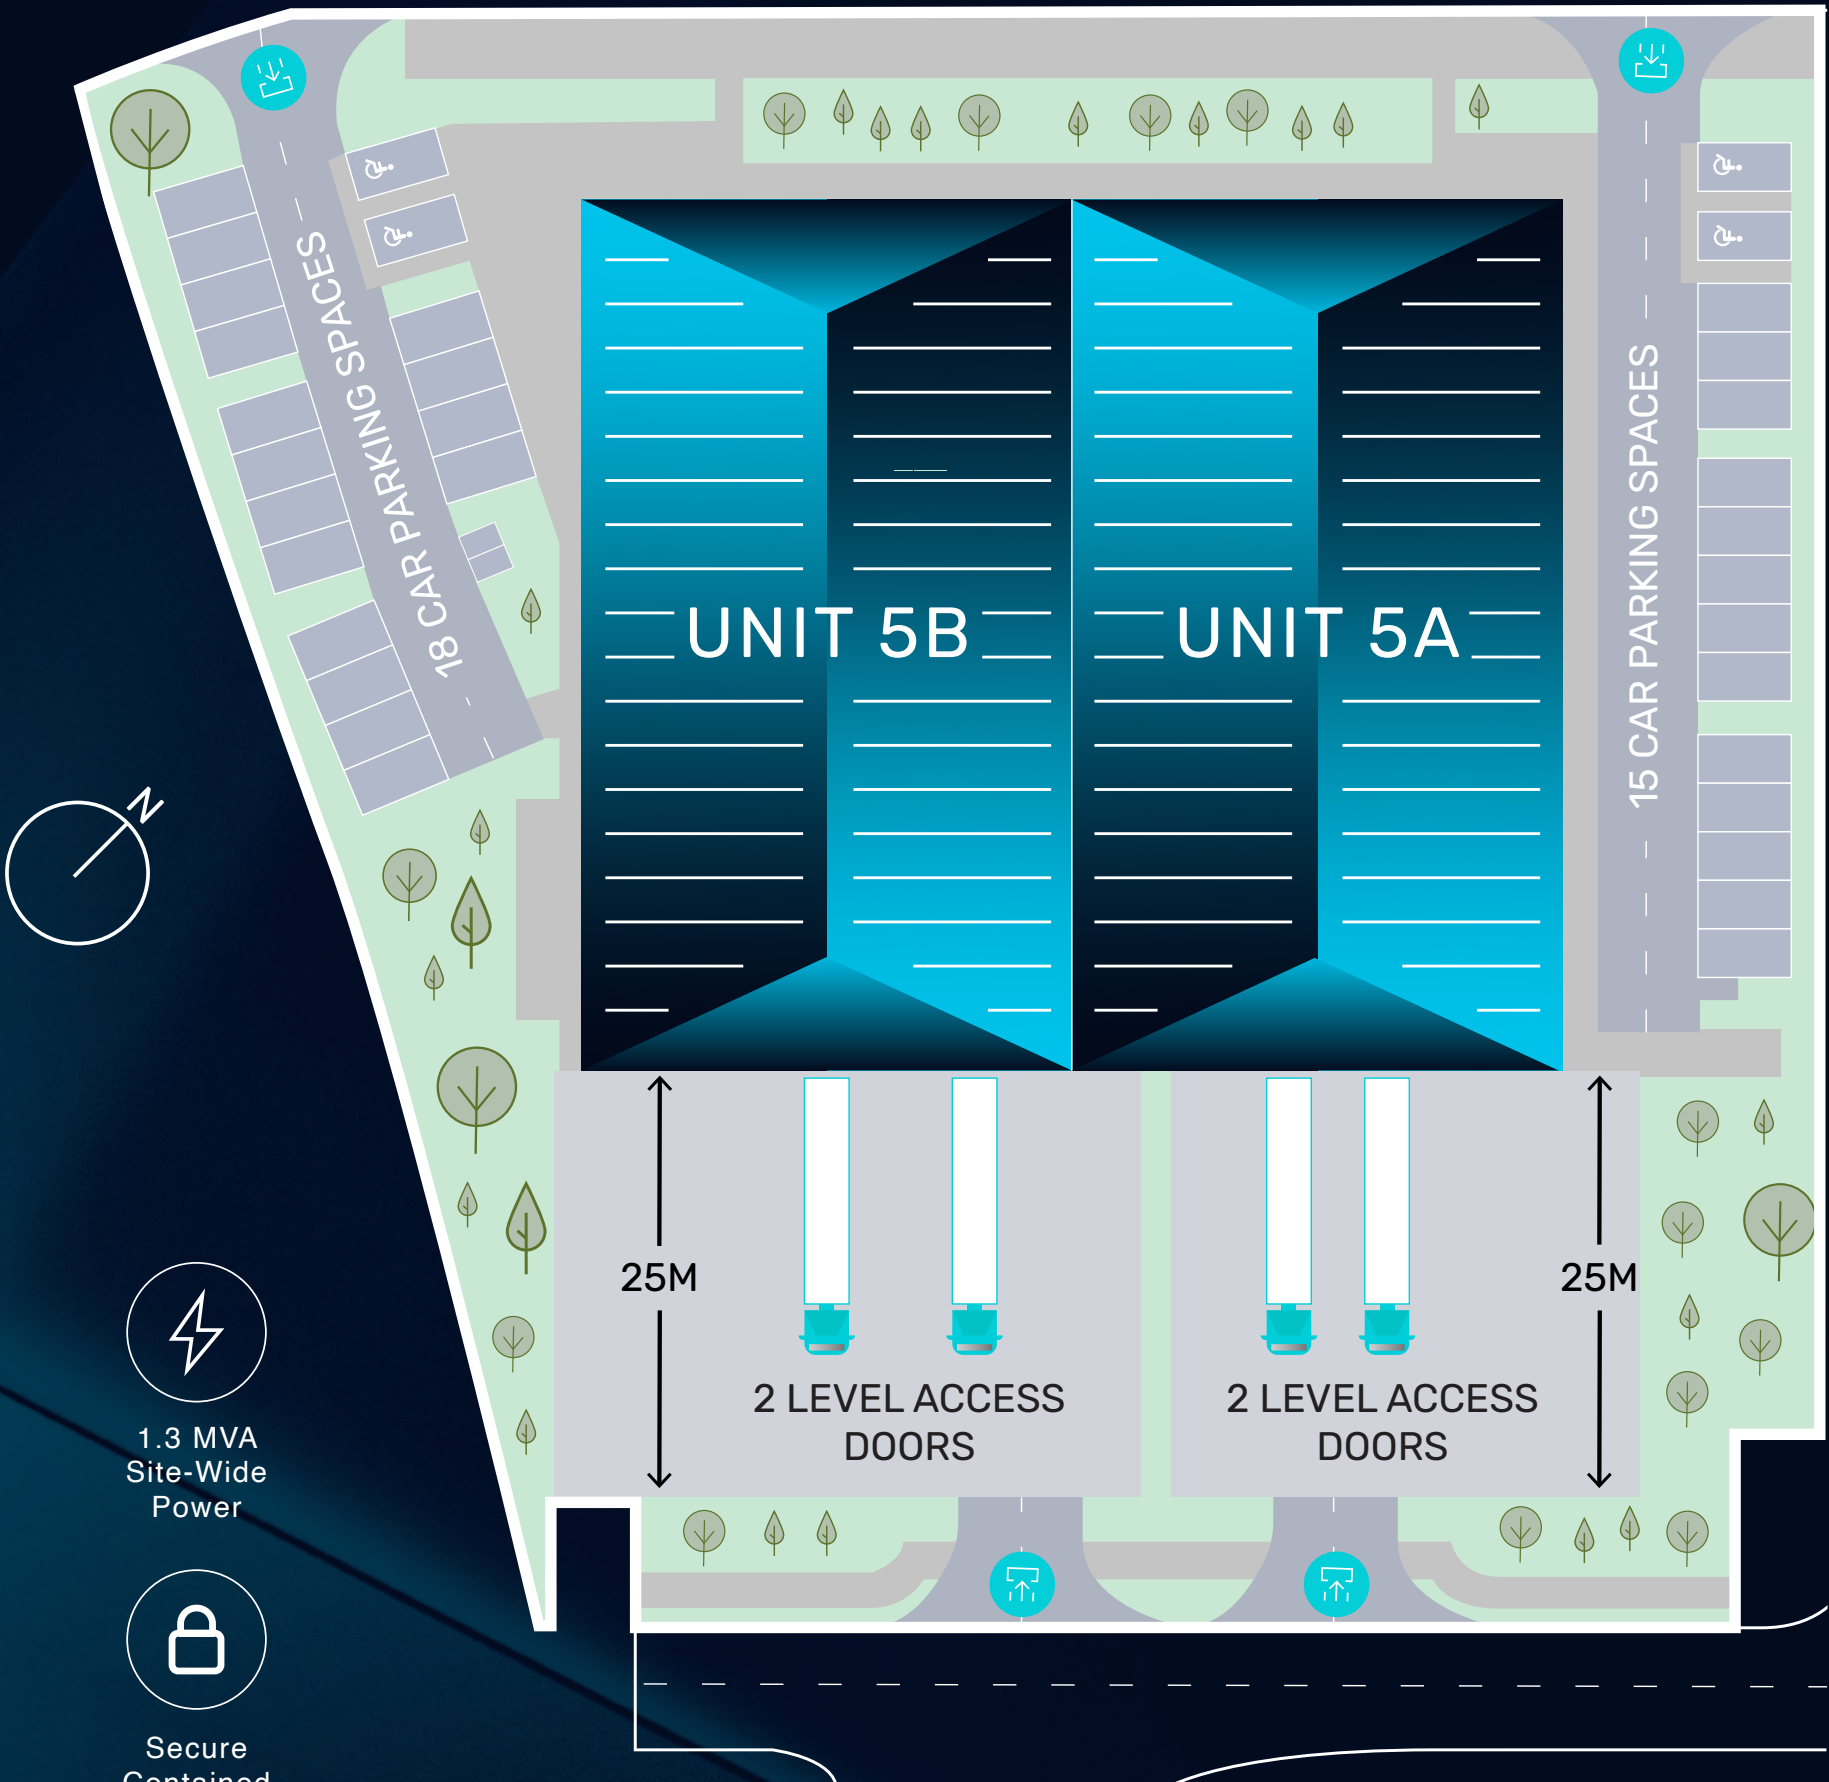 18 CAR PARKING SPACES
UNIT 5B
UNIT 5A
15 CAR PARKING SPACES
N
25M
25M
2 LEVEL ACCESS
DOORS
2 LEVEL ACCESS
DOORS
1.3 MVA
Site-Wide
Power
Secure
Contained